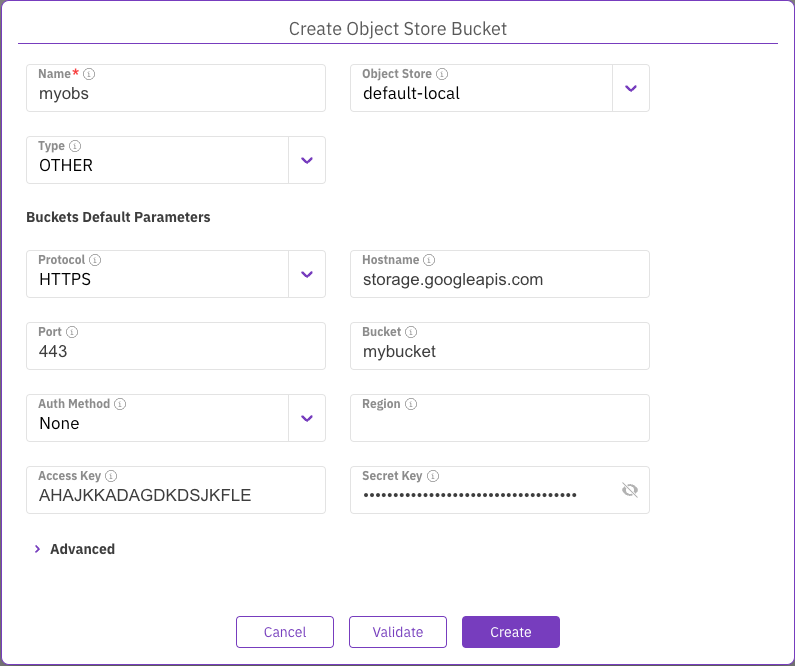 Create Object Store Bucket
Name*
myobs
Object Store
default-local
Type
OTHER
Buckets Default Parameters
Protocol
HTTPS
Hostname
storage.googleapis.com
Port
443
Bucket
mybucket
Auth Method
None
Region
Access Key
AHAJKKADAGDKDSJKFLE
Secret Key
••••••••••••••••••••••••••••••••••••
Advanced
Cancel
Validate
Create